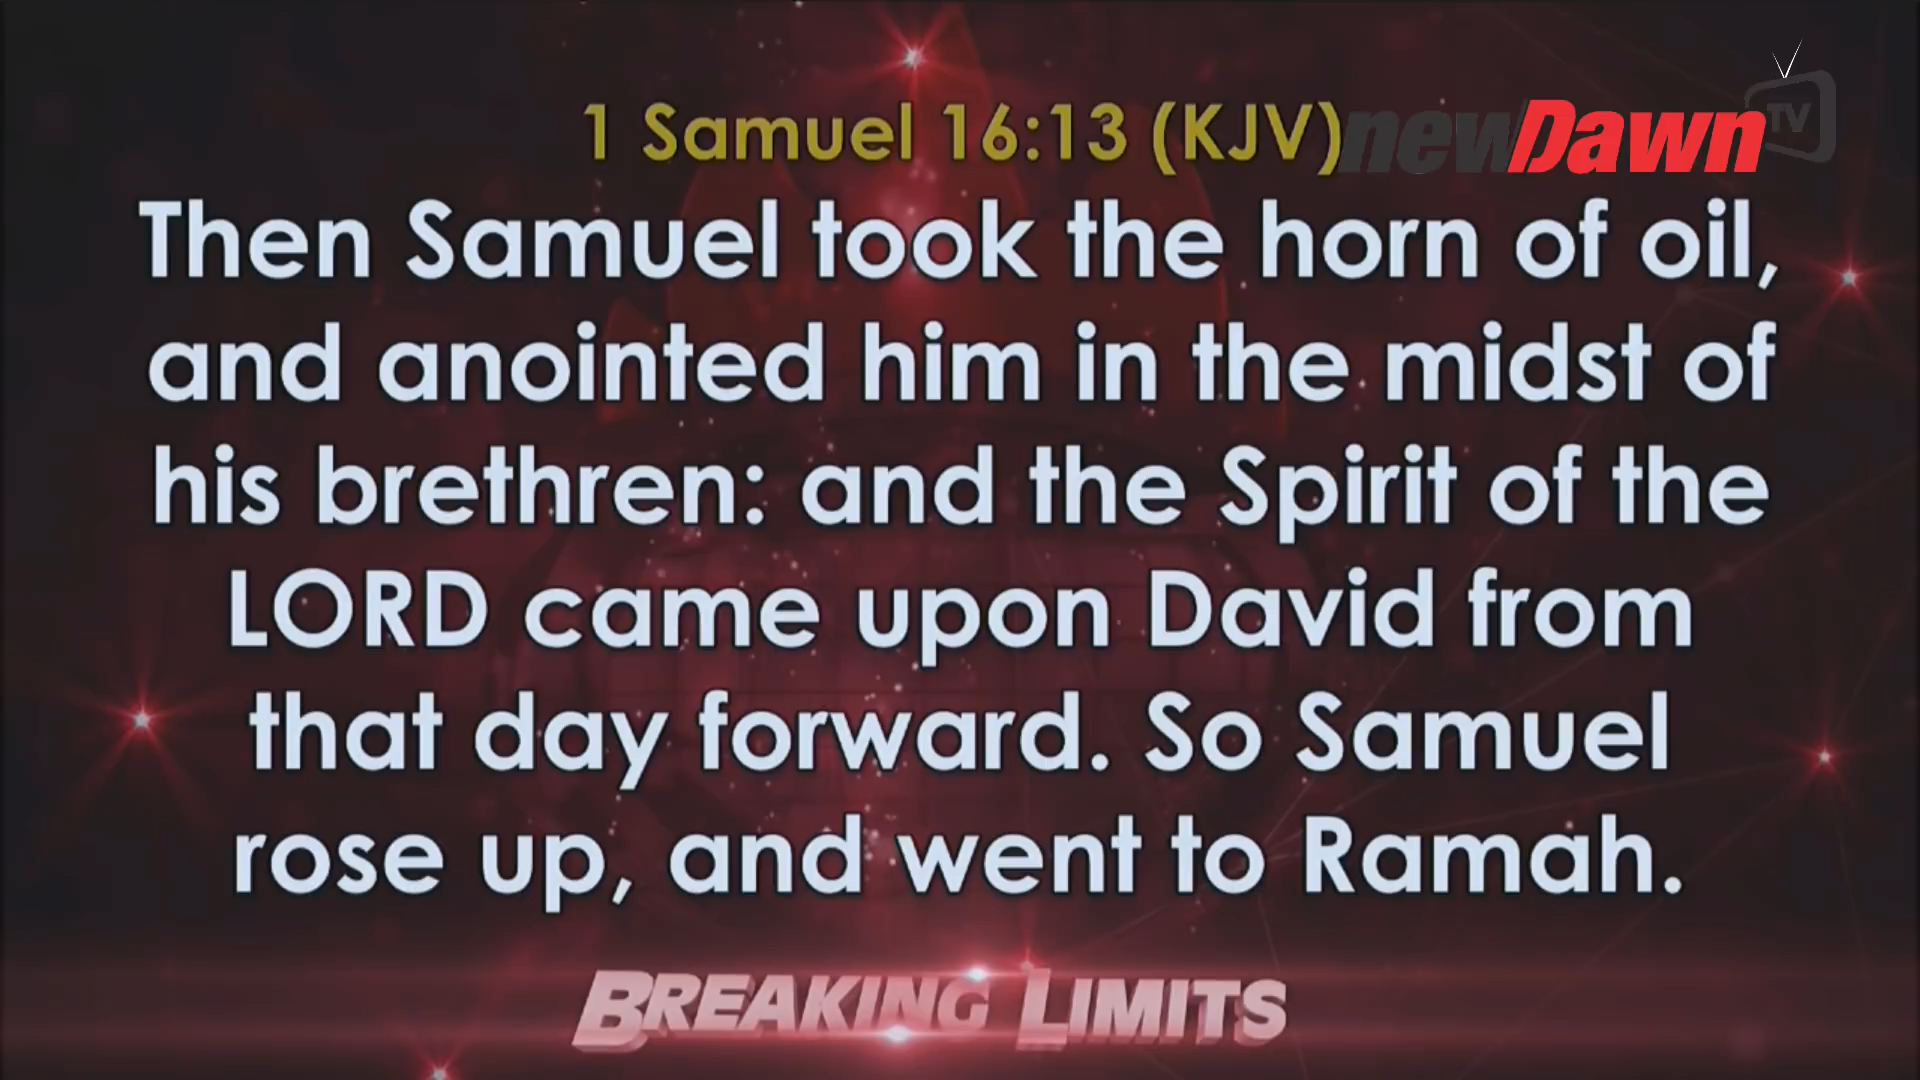 1 Samuel 16:13 (KJV)
newDawn TV
Then Samuel took the horn of oil,
and anointed him in the midst of
his brethren: and the Spirit of the
LORD came upon David from
that day forward. So Samuel
rose up, and went to Ramah.
BREAKING LIMITS